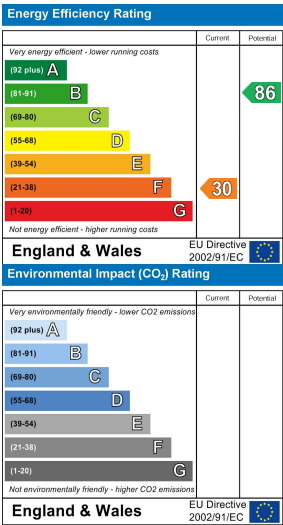 Energy Efficiency Rating
Current Potential
Very energy efficient - lower running costs
(92 plus) A
(81-91) B
86
(69-80) C
(55-68) D
(39-54) E
(21-38) F
30
(1-20) G
Not energy efficient - higher running costs
England & Wales
EU Directive
2002/91/EC
Environmental Impact (CO₂) Rating
Current Potential
Very environmentally friendly - lower CO2 emissions
(92 plus) A
(81-91) B
(69-80) C
(55-68) D
(39-54) E
(21-38) F
(1-20) G
Not environmentally friendly - higher CO2 emissions
England & Wales
EU Directive
2002/91/EC